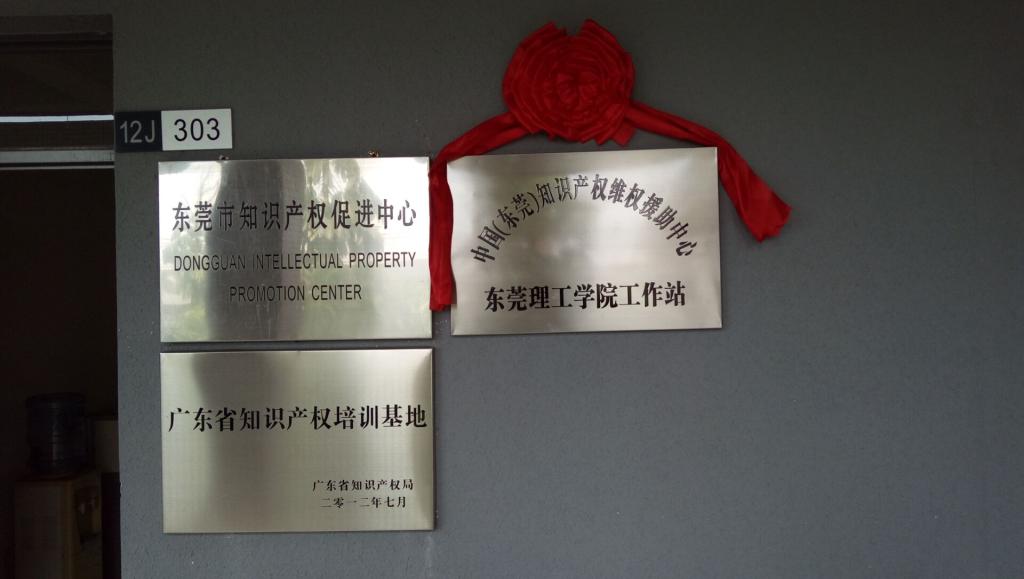 12J 303
东莞市知识产权促进中心
DONGGUAN INTELLECTUAL PROPERTY
PROMOTION CENTER
中国(东莞)知识产权维权援助中心
东莞理工学院工作站
广东省知识产权培训基地
广东省知识产权局
二零一二年七月